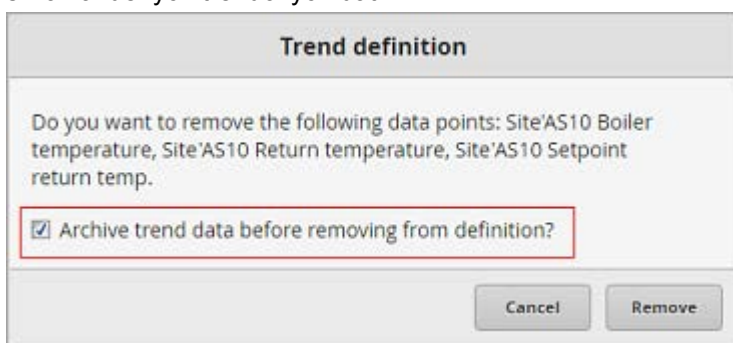 Trend definition
Do you want to remove the following data points: Site'AS10 Boiler
temperature, Site'AS10 Return temperature, Site'AS10 Setpoint
return temp.
Archive trend data before removing from definition?
Cancel Remove